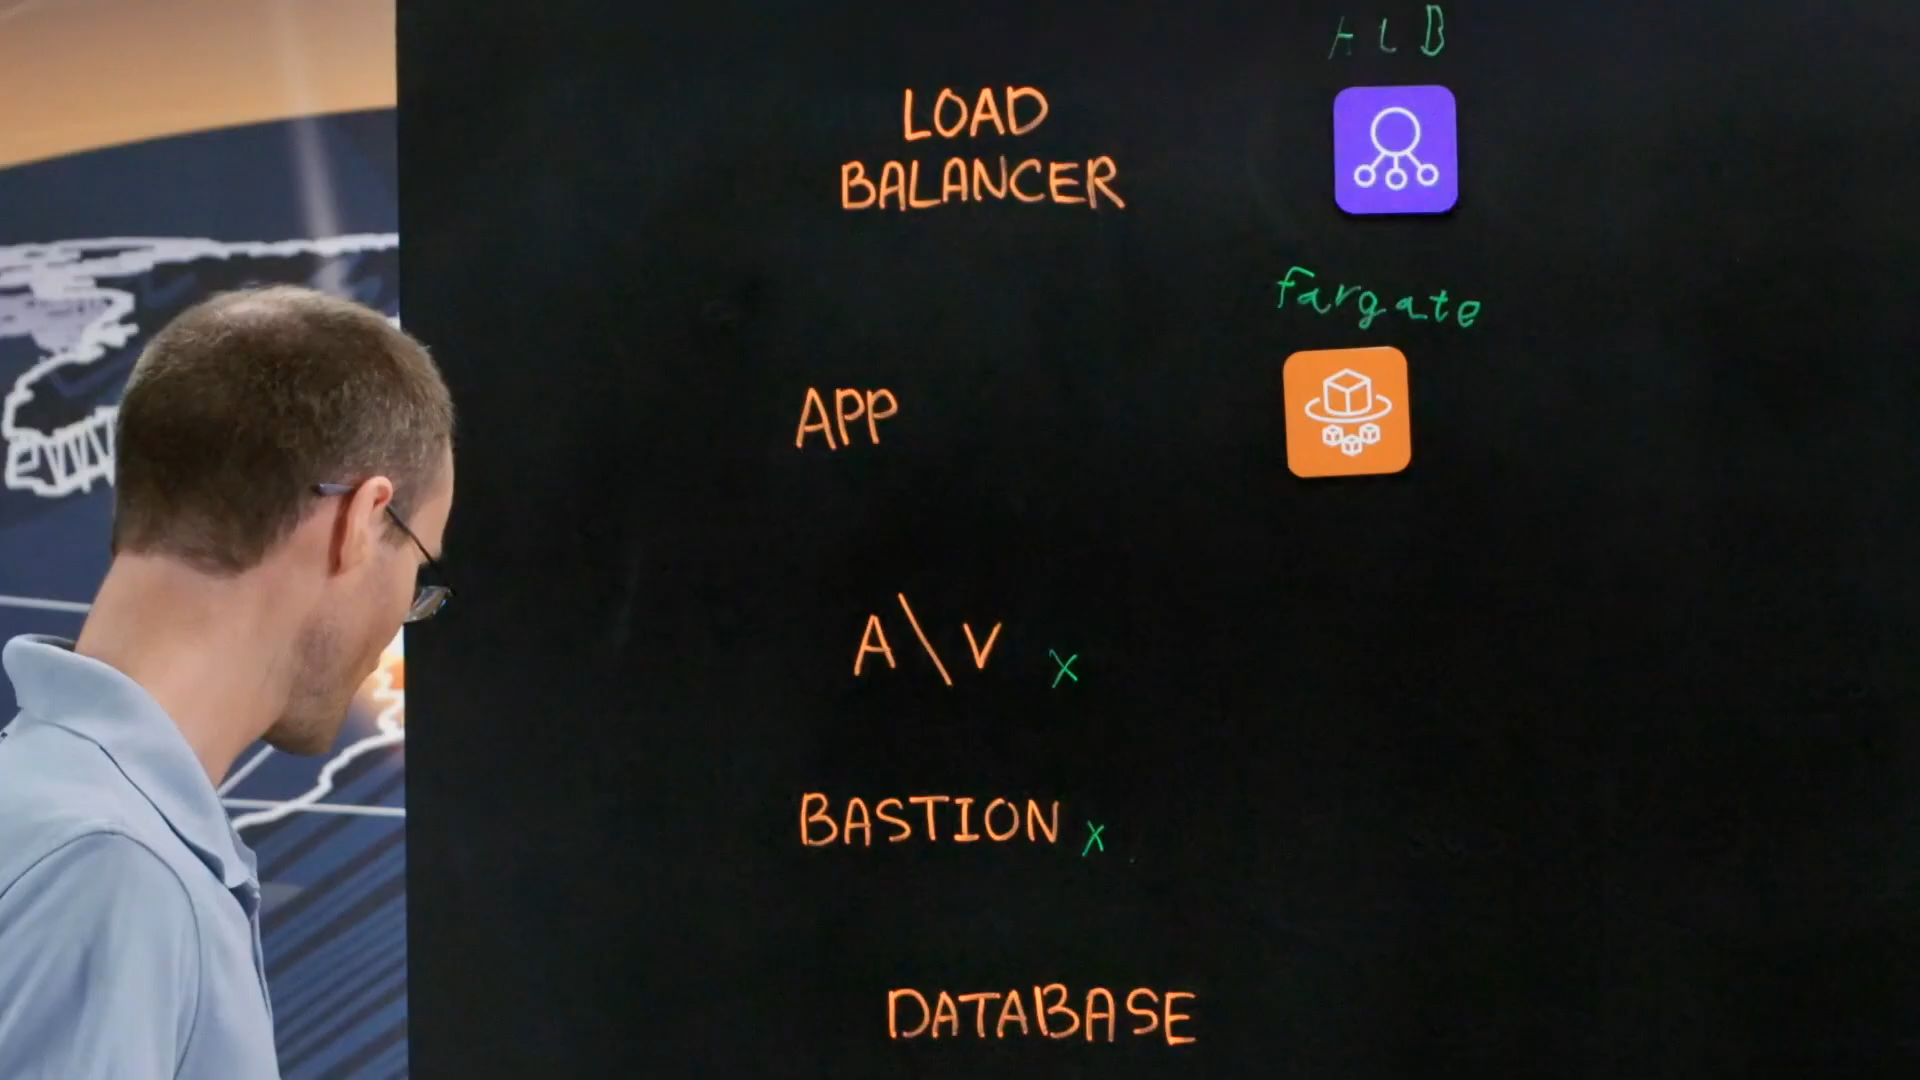 ALB
LOAD
BALANCER
fargate
APP
A\V x
BASTION x
DATABASE